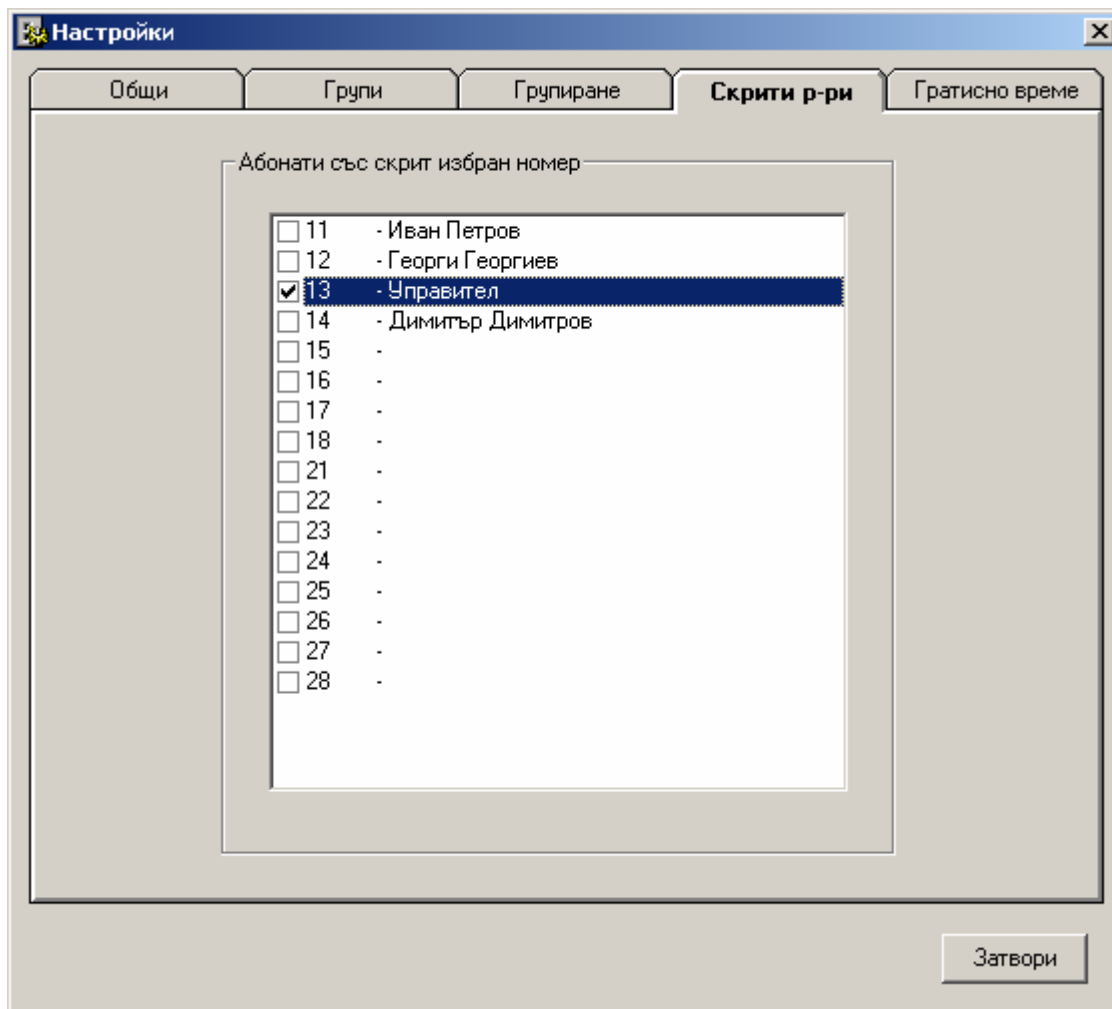 Настройки
Общи Групи Групиране Скрити р-ри Гратисно време
Абонати със скрит избран номер
11 - Иван Петров
12 - Георги Георгиев
13 - Управител
14 - Димитър Димитров
15 -
16 -
17 -
18 -
21 -
22 -
23 -
24 -
25 -
26 -
27 -
28 -
Затвори